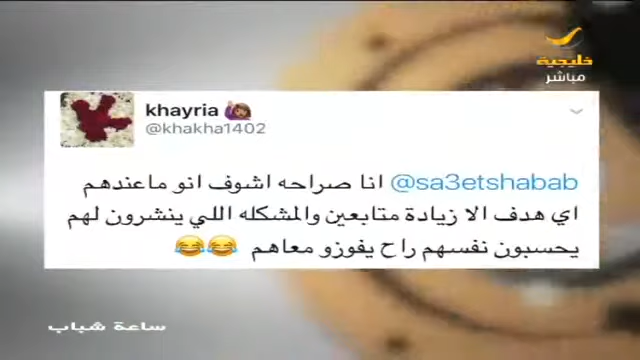 خليجية
مباشر
khayria 🙋🏽
@khakha1402
@sa3etshabab انا صراحه اشوف انو ماعندهم
اي هدف الا زيادة متابعين والمشكله اللي ينشرون لهم
يحسبون نفسهم راح يفوزو معاهم 😂😂
ساعة شباب